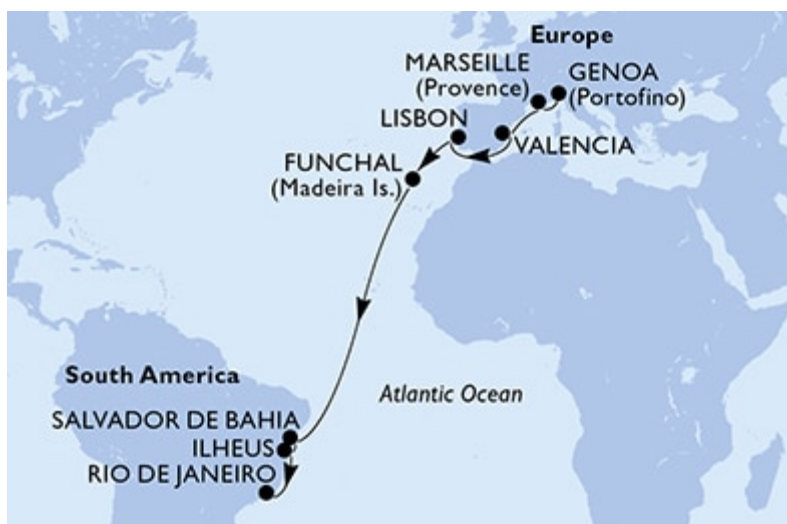 Europe
MARSEILLE
(Provence)
GENOA
(Portofino)
LISBON
VALENCIA
FUNCHAL
(Madeira Is.)
South America
Atlantic Ocean
SALVADOR DE BAHIA
ILHEUS
RIO DE JANEIRO